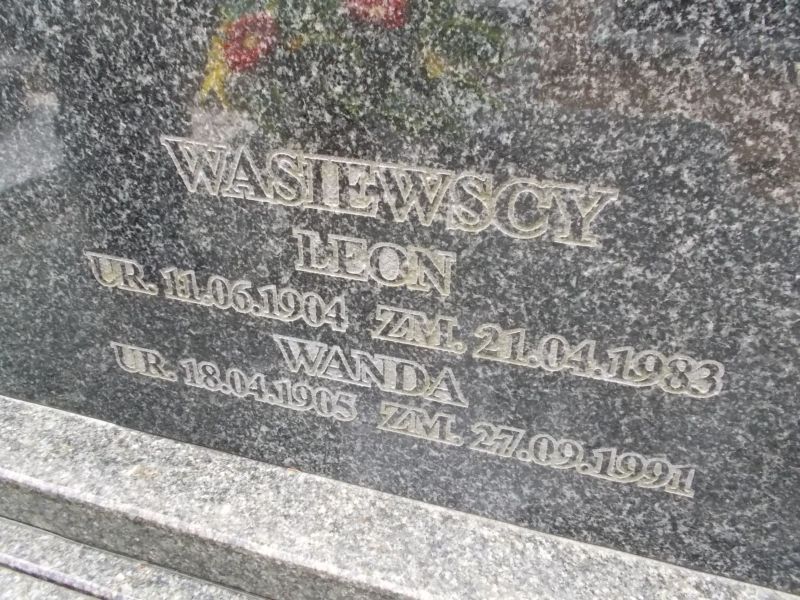 WASIEWSCY
LEON
UR. 11.06.1904 ZM. 21.04.1983
WANDA
UR. 18.04.1905 ZM. 27.09.1991